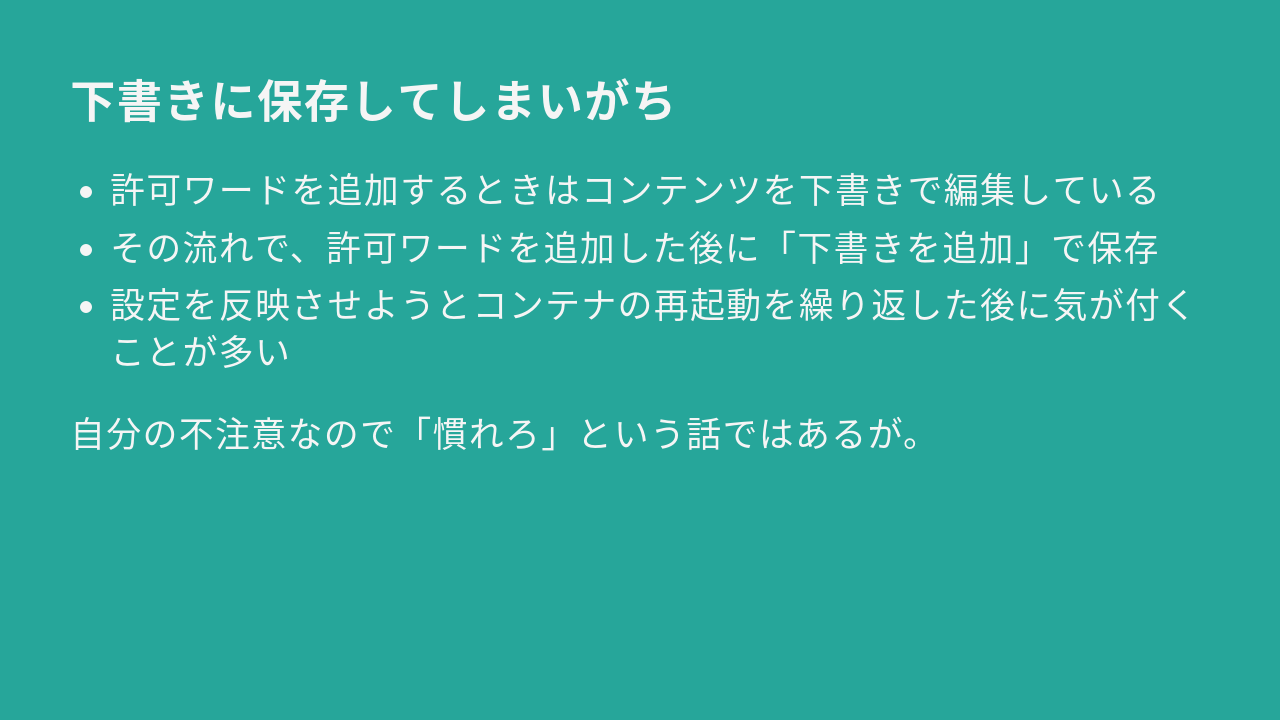 下書きに保存してしまいがち
• 許可ワードを追加するときはコンテンツを下書きで編集している
• その流れで、許可ワードを追加した後に「下書きを追加」で保存
• 設定を反映させようとコンテナの再起動を繰り返した後に気が付く
ことが多い
自分の不注意なので「慣れろ」という話ではあるが。